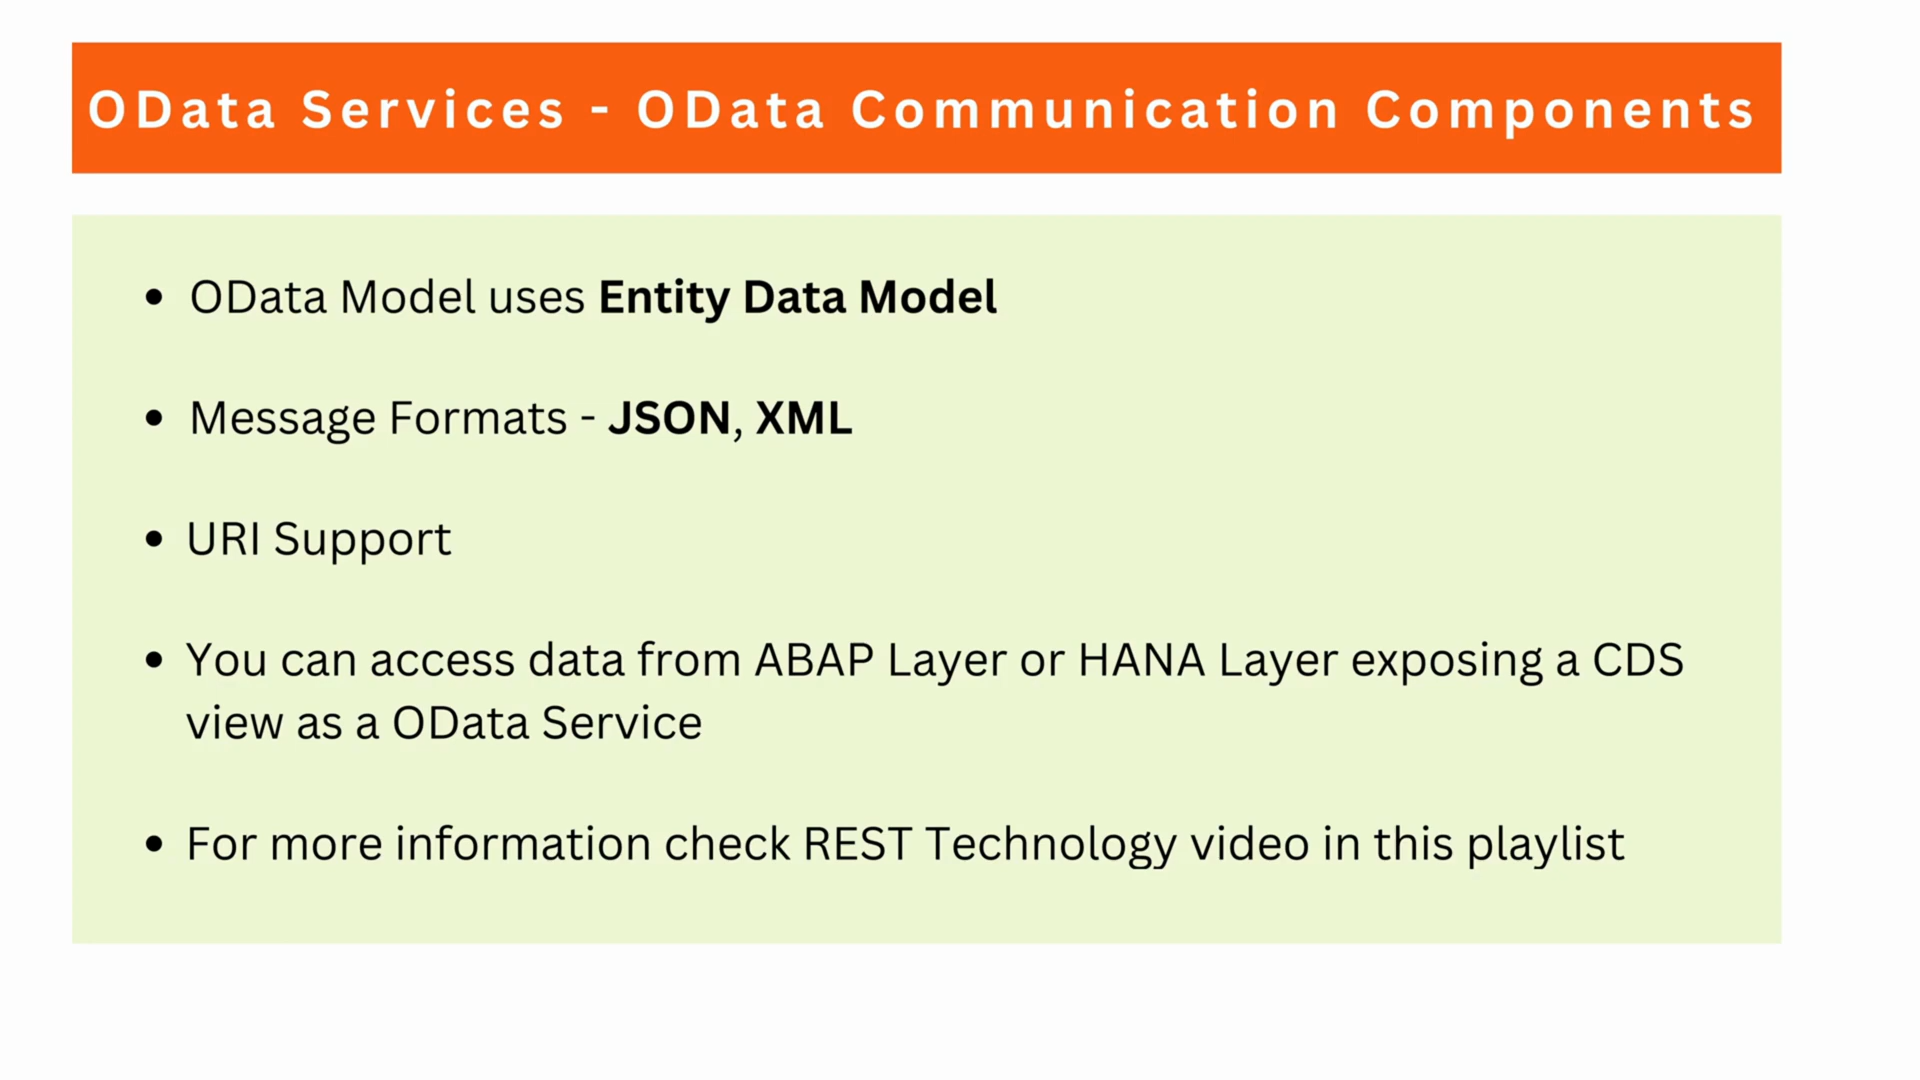 OData Services - OData Communication Components
• OData Model uses Entity Data Model
• Message Formats - JSON, XML
• URI Support
• You can access data from ABAP Layer or HANA Layer exposing a CDS
view as a OData Service
• For more information check REST Technology video in this playlist